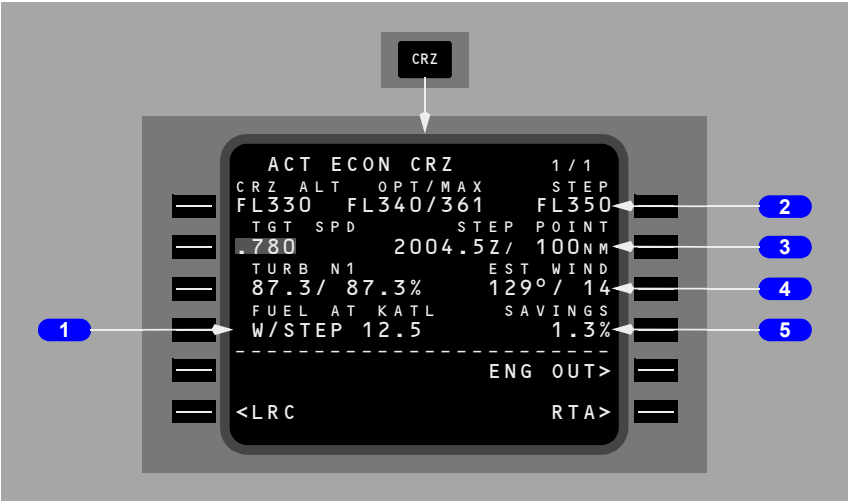 CRZ
ACT ECON CRZ 1/1
CRZ ALT OPT/MAX STEP
FL330 FL340/361 FL350
2
TGT SPD STEP POINT
.780 2004.5Z/ 100NM
3
TURB N1 EST WIND
87.3/ 87.3% 129°/ 14
4
FUEL AT KATL SAVINGS
1
W/STEP 12.5 1.3%
5
------------------------
ENG OUT>
<LRC RTA>